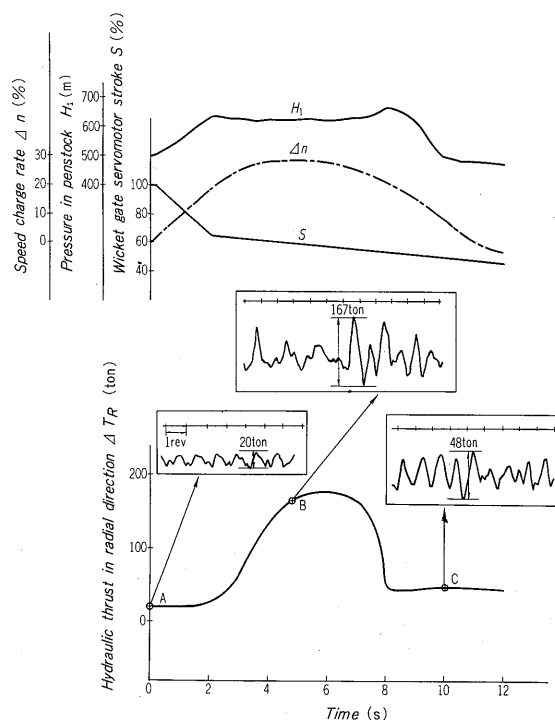 Speed charge rate Δ n (%)
Pressure in penstock H₁ (m)
Wicket gate servomotor stroke S (%)
700
600
500
400
30
20
10
0
100
80
60
40
H₁
Δn
S
167ton
1rev
20ton
48ton
Hydraulic thrust in radial direction Δ T_R (ton)
200
100
0
A
B
C
0
2
4
6
8
10
12
Time (s)